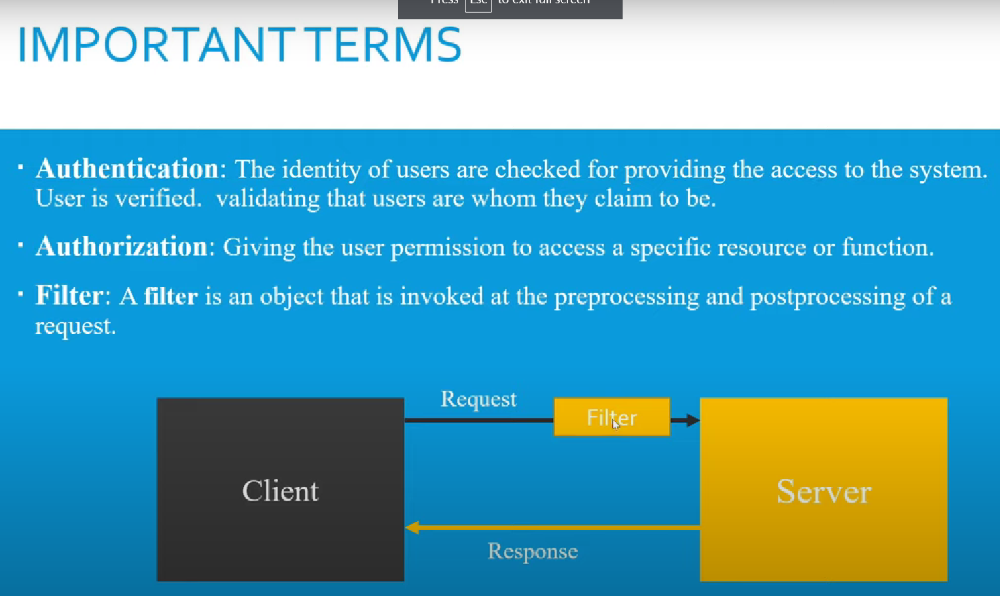 Press Esc to exit full screen
IMPORTANT TERMS
· Authentication: The identity of users are checked for providing the access to the system.
User is verified.  validating that users are whom they claim to be.
· Authorization: Giving the user permission to access a specific resource or function.
· Filter: A filter is an object that is invoked at the preprocessing and postprocessing of a
request.
Request
Filter
Client
Server
Response